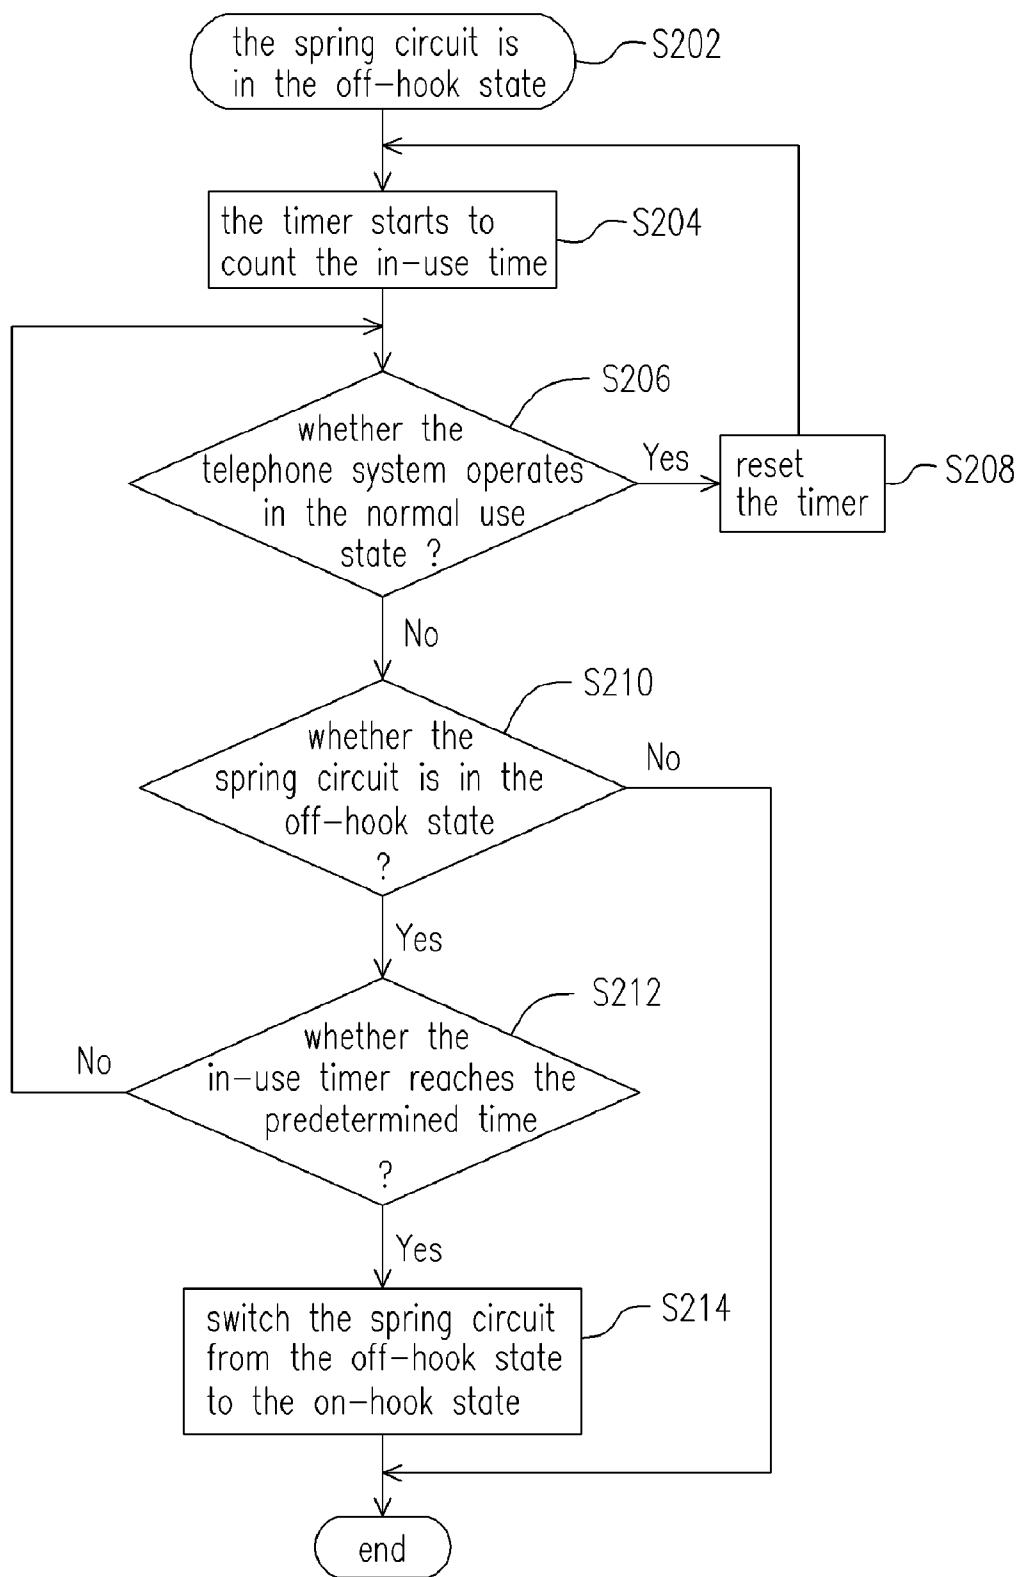 the spring circuit is
in the off-hook state
S202
the timer starts to
count the in-use time
S204
S206
whether the
telephone system operates
in the normal use
state ?
Yes
reset
the timer
S208
No
S210
whether the
spring circuit is in the
off-hook state
?
No
Yes
S212
whether the
in-use timer reaches the
predetermined time
?
No
Yes
switch the spring circuit
from the off-hook state
to the on-hook state
S214
end